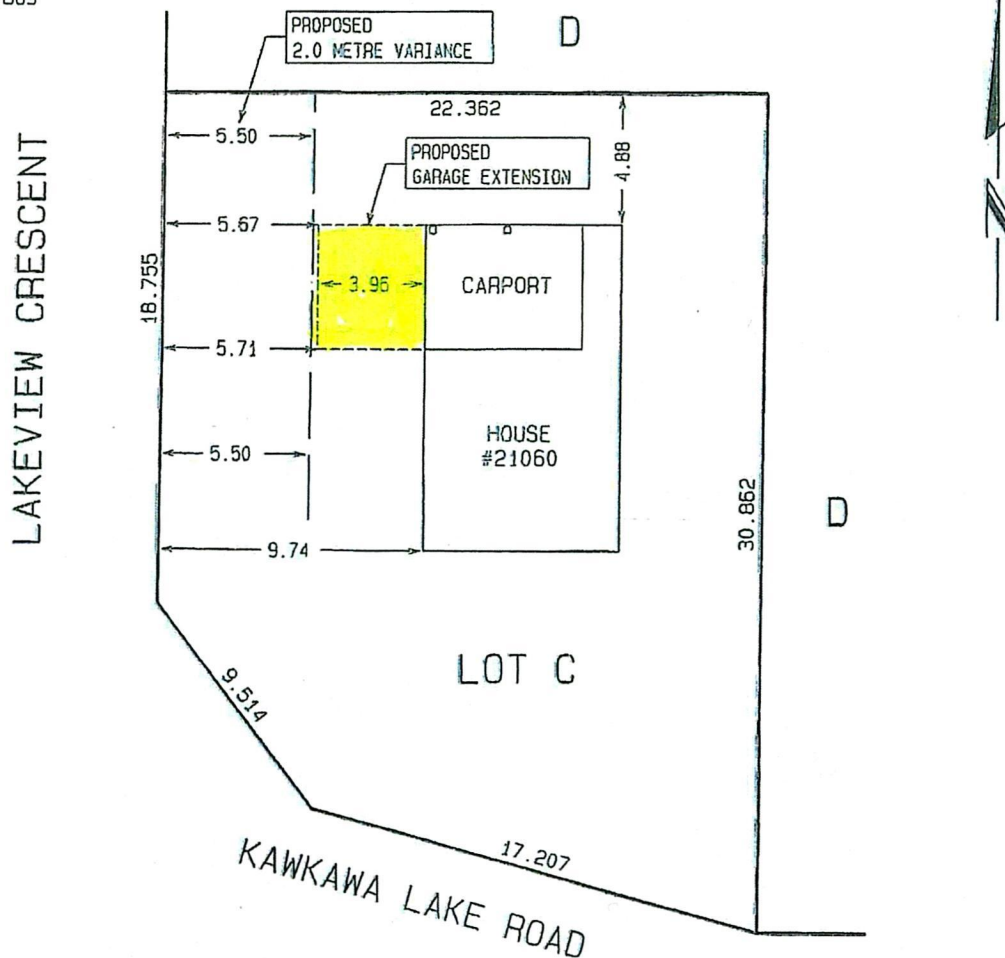 PROPOSED
2.0 METRE VARIANCE
D
22.362
5.50
4.88
PROPOSED
GARAGE EXTENSION
5.67
LAKEVIEW CRESCENT
18.755
3.96
CARPORT
5.71
HOUSE
#21060
5.50
30.862
D
9.74
LOT C
9.514
17.207
KAWKAWA LAKE ROAD